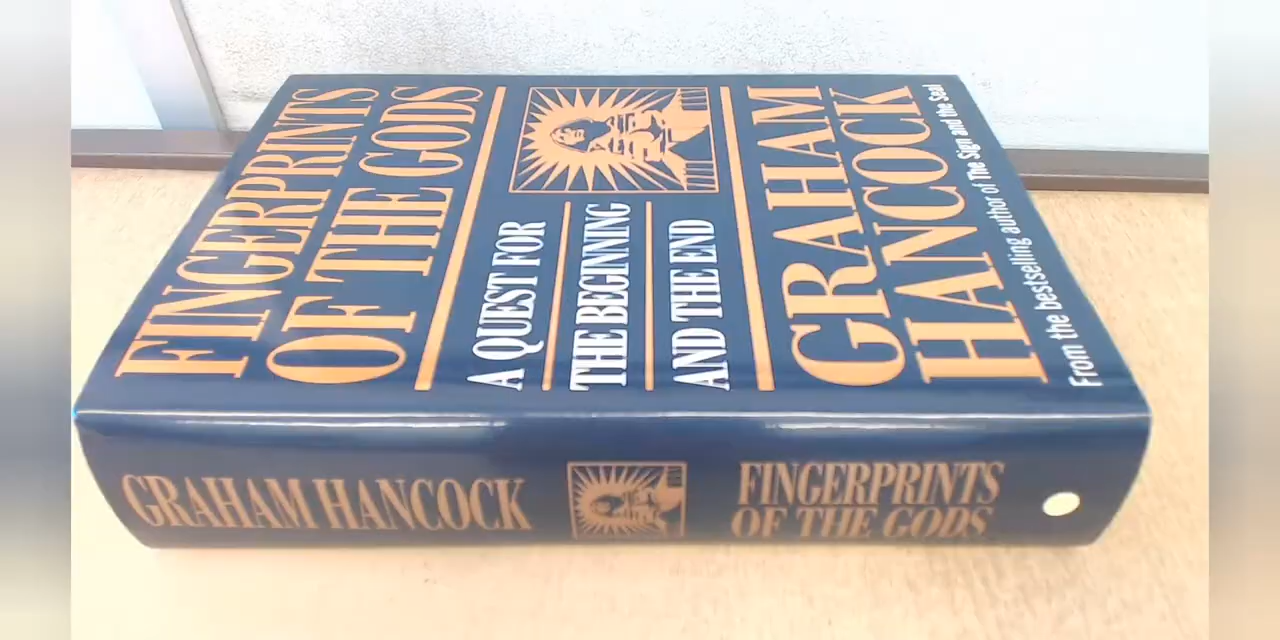 FINGERPRINTS
OF THE GODS
A QUEST FOR
THE BEGINNING
AND THE END
GRAHAM
HANCOCK
From the bestselling author of The Sign and the Seal
GRAHAM HANCOCK
FINGERPRINTS
OF THE GODS